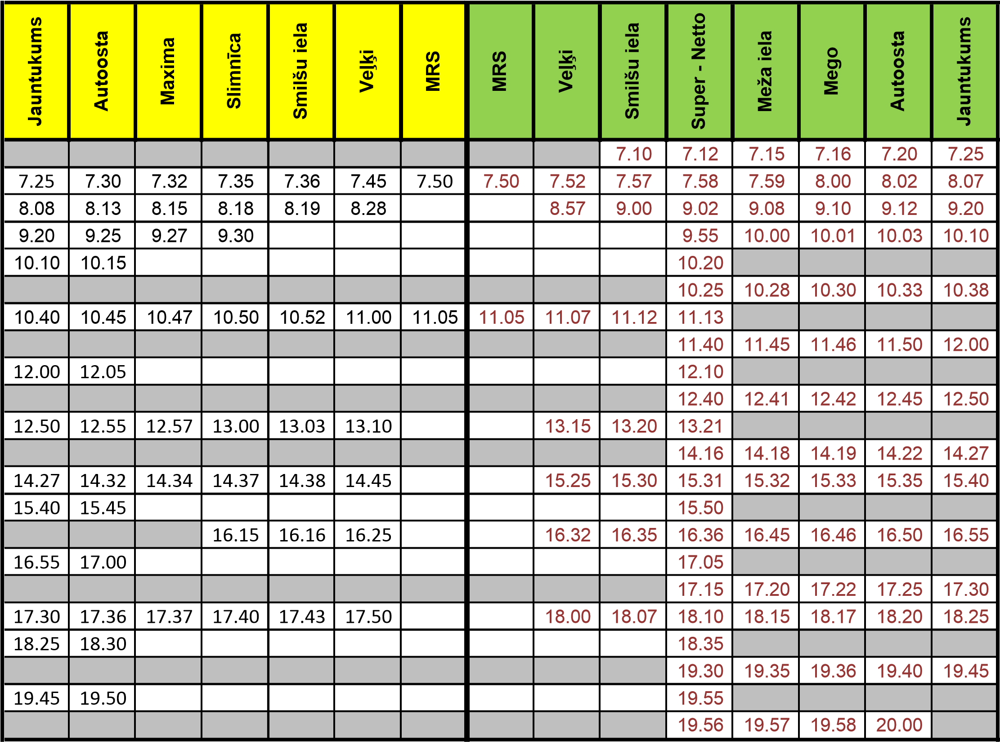 Jauntukums Autoosta Maxima Slimnīca Smilšu iela Veļķi MRS MRS Veļķi Smilšu iela Super - Netto Meža iela Mego Autoosta Jauntukums
7.10 7.12 7.15 7.16 7.20 7.25
7.25 7.30 7.32 7.35 7.36 7.45 7.50 7.50 7.52 7.57 7.58 7.59 8.00 8.02 8.07
8.08 8.13 8.15 8.18 8.19 8.28 8.57 9.00 9.02 9.08 9.10 9.12 9.20
9.20 9.25 9.27 9.30 9.55 10.00 10.01 10.03 10.10
10.10 10.15 10.20
10.25 10.28 10.30 10.33 10.38
10.40 10.45 10.47 10.50 10.52 11.00 11.05 11.05 11.07 11.12 11.13
11.40 11.45 11.46 11.50 12.00
12.00 12.05 12.10
12.40 12.41 12.42 12.45 12.50
12.50 12.55 12.57 13.00 13.03 13.10 13.15 13.20 13.21
14.16 14.18 14.19 14.22 14.27
14.27 14.32 14.34 14.37 14.38 14.45 15.25 15.30 15.31 15.32 15.33 15.35 15.40
15.40 15.45 15.50
16.15 16.16 16.25 16.32 16.35 16.36 16.45 16.46 16.50 16.55
16.55 17.00 17.05
17.15 17.20 17.22 17.25 17.30
17.30 17.36 17.37 17.40 17.43 17.50 18.00 18.07 18.10 18.15 18.17 18.20 18.25
18.25 18.30 18.35
19.30 19.35 19.36 19.40 19.45
19.45 19.50 19.55
19.56 19.57 19.58 20.00